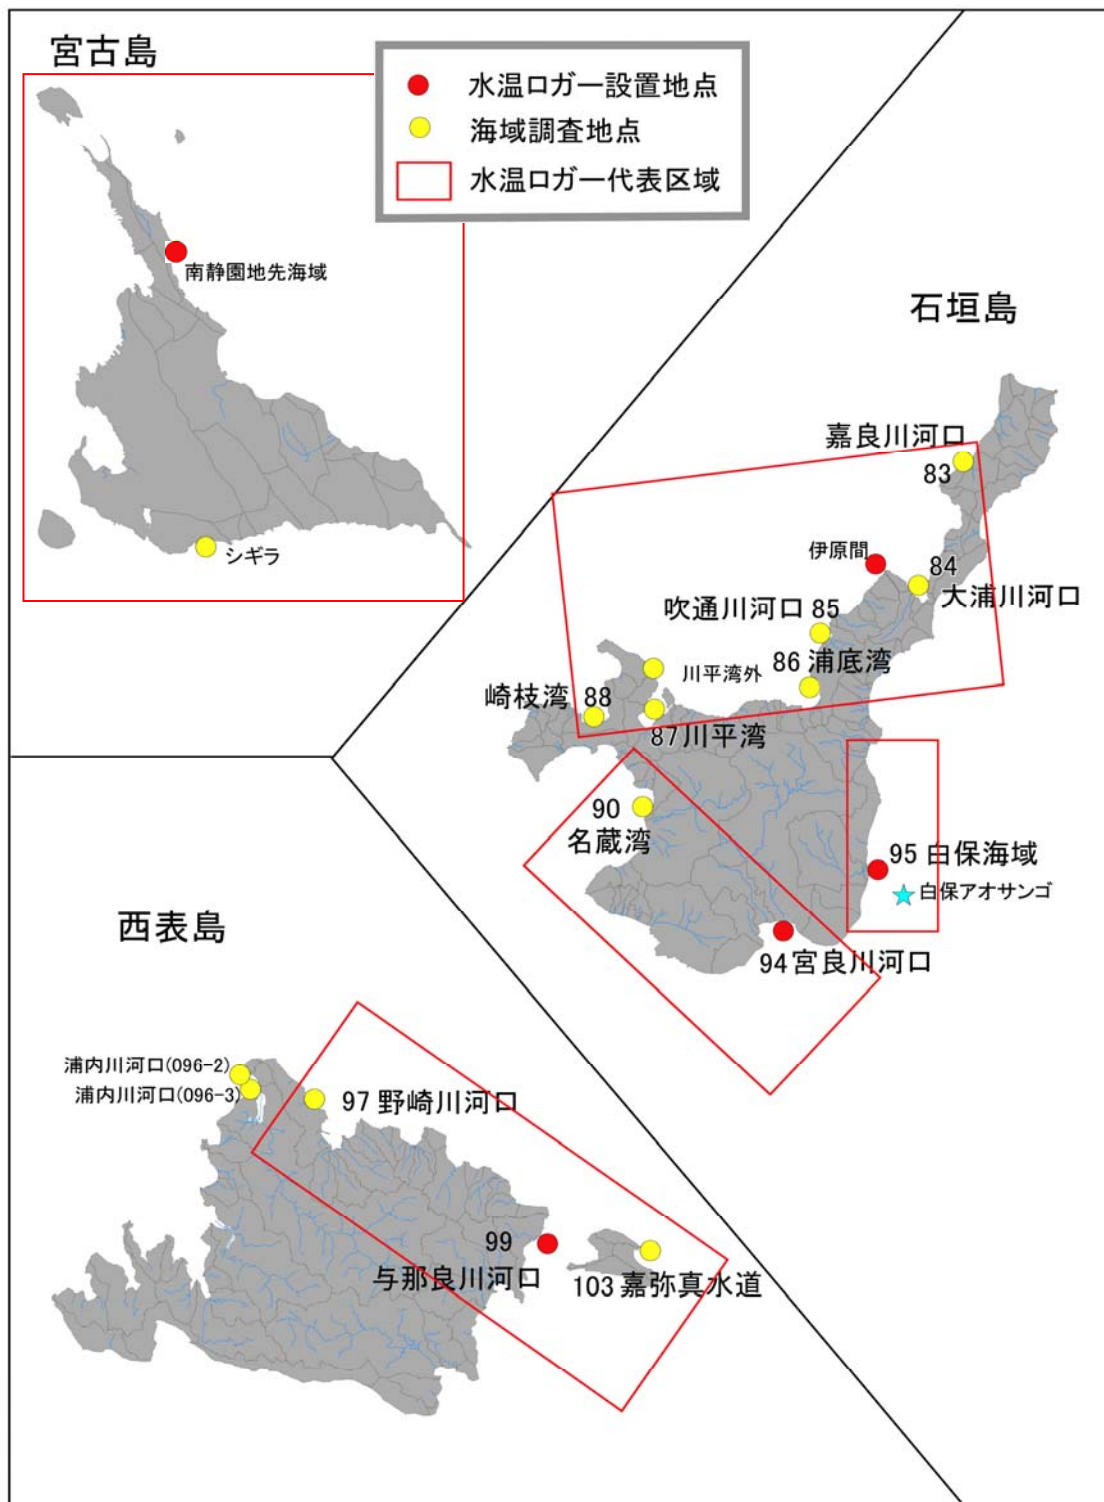 宮古島
水温ロガー設置地点
海域調査地点
水温ロガー代表区域
南静園地先海域
シギラ
石垣島
嘉良川河口
83
伊原間
84
大浦川河口
吹通川河口 85
86 浦底湾
川平湾外
崎枝湾 88
87 川平湾
90
名蔵湾
95 白保海域
白保アオサンゴ
94 宮良川河口
西表島
浦内川河口(096-2)
浦内川河口(096-3)
97 野崎川河口
99
与那良川河口
103 嘉弥真水道